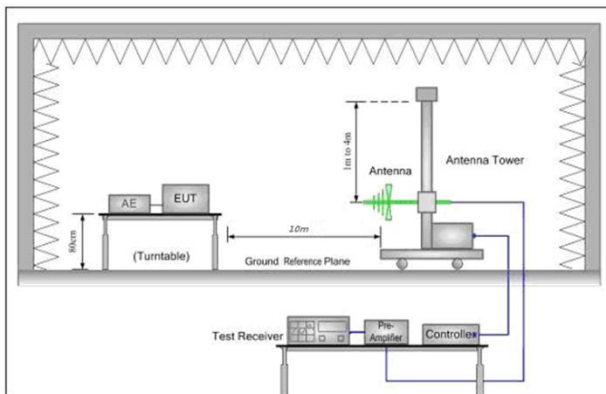 1m to 4m
Antenna
Antenna Tower
AE
EUT
80cm
(Turntable)
10m
Ground Reference Plane
Test Receiver
Pre-
Amplifier
Controller